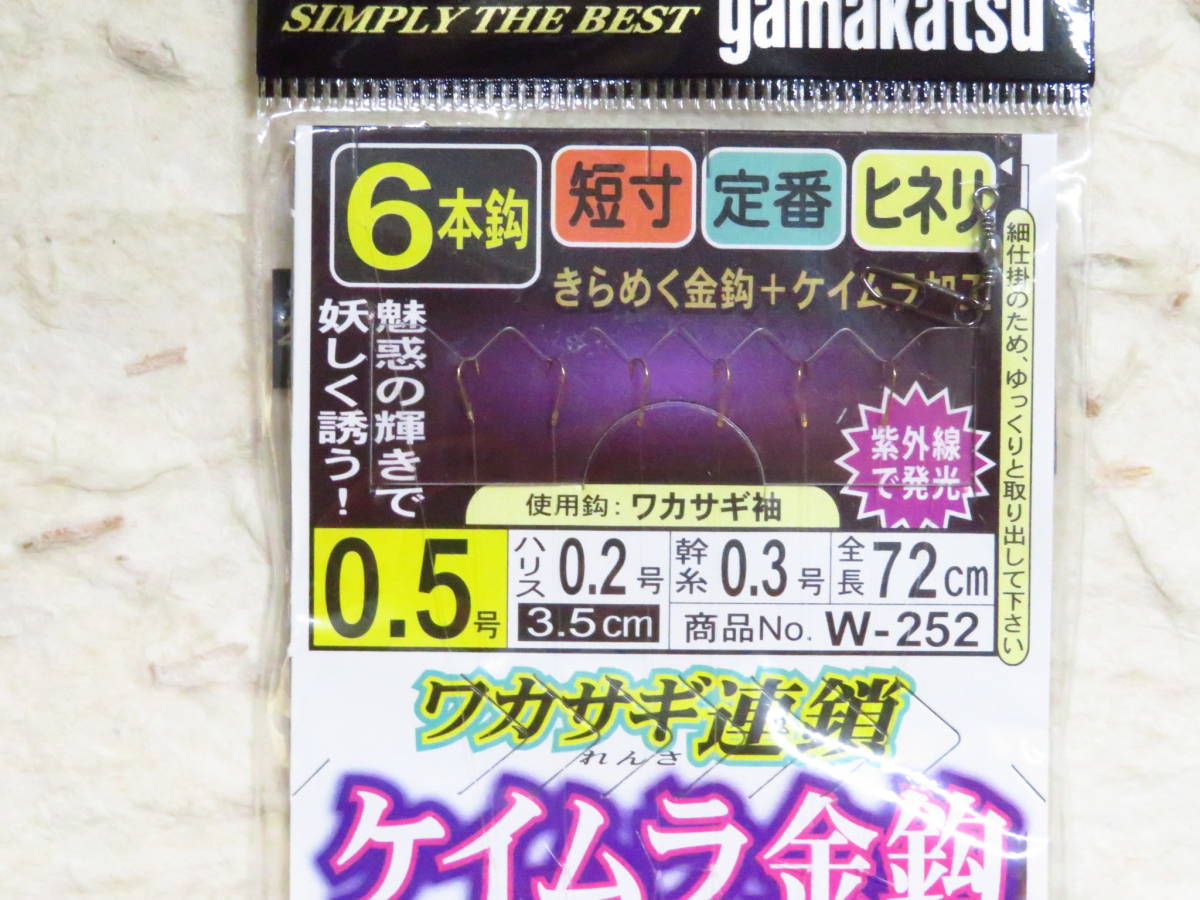 SIMPLY THE BEST
gamakatsu
6本鈎
短寸
定番
ヒネリ
きらめく金鈎+ケイムラ加工
魅惑の輝きで
妖しく誘う!
紫外線
で発光
細仕掛のため、ゆっくりと取り出して下さい
使用鈎:ワカサギ袖
0.5号
ハリス 0.2号
3.5cm
幹糸 0.3号
全長 72cm
商品No. W-252
ワカサギ連鎖
れんさ
ケイムラ金鈎